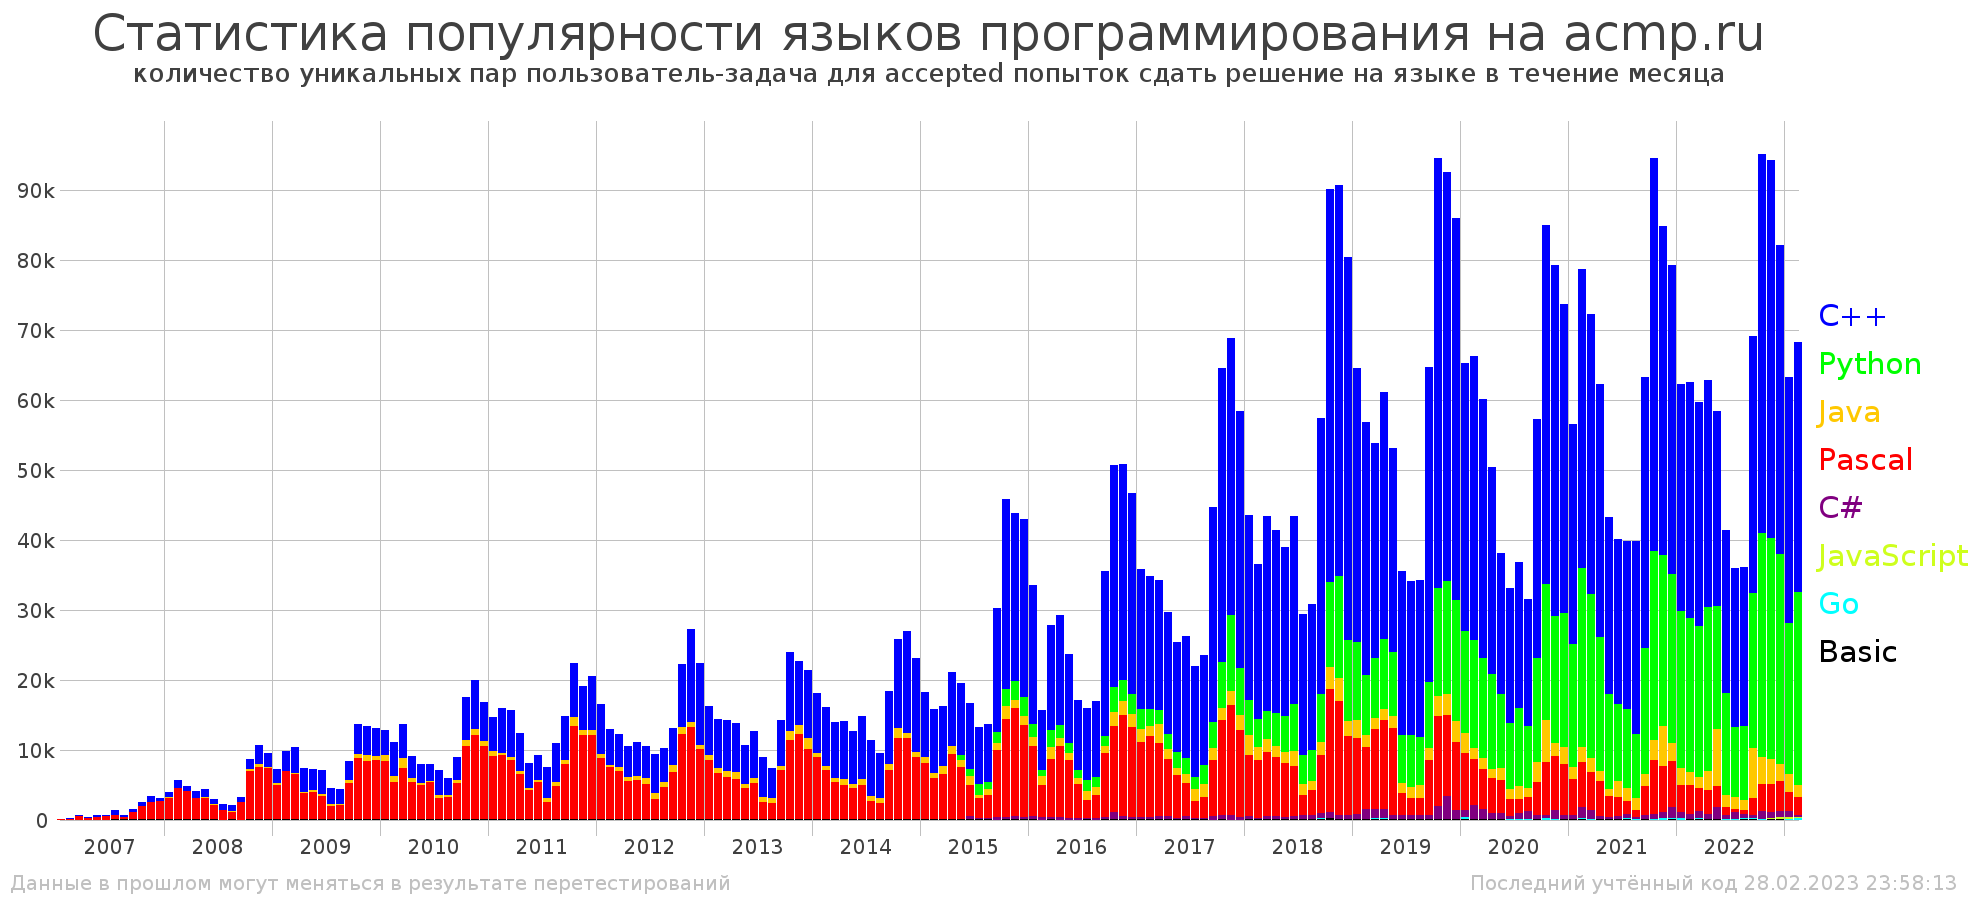 Статистика популярности языков программирования на acmp.ru
количество уникальных пар пользователь-задача для accepted попыток сдать решение на языке в течение месяца
90k
80k
70k
60k
50k
40k
30k
20k
10k
0
C++
Python
Java
Pascal
C#
JavaScript
Go
Basic
2007 2008 2009 2010 2011 2012 2013 2014 2015 2016 2017 2018 2019 2020 2021 2022
Данные в прошлом могут меняться в результате перетестирований
Последний учтённый код 28.02.2023 23:58:13